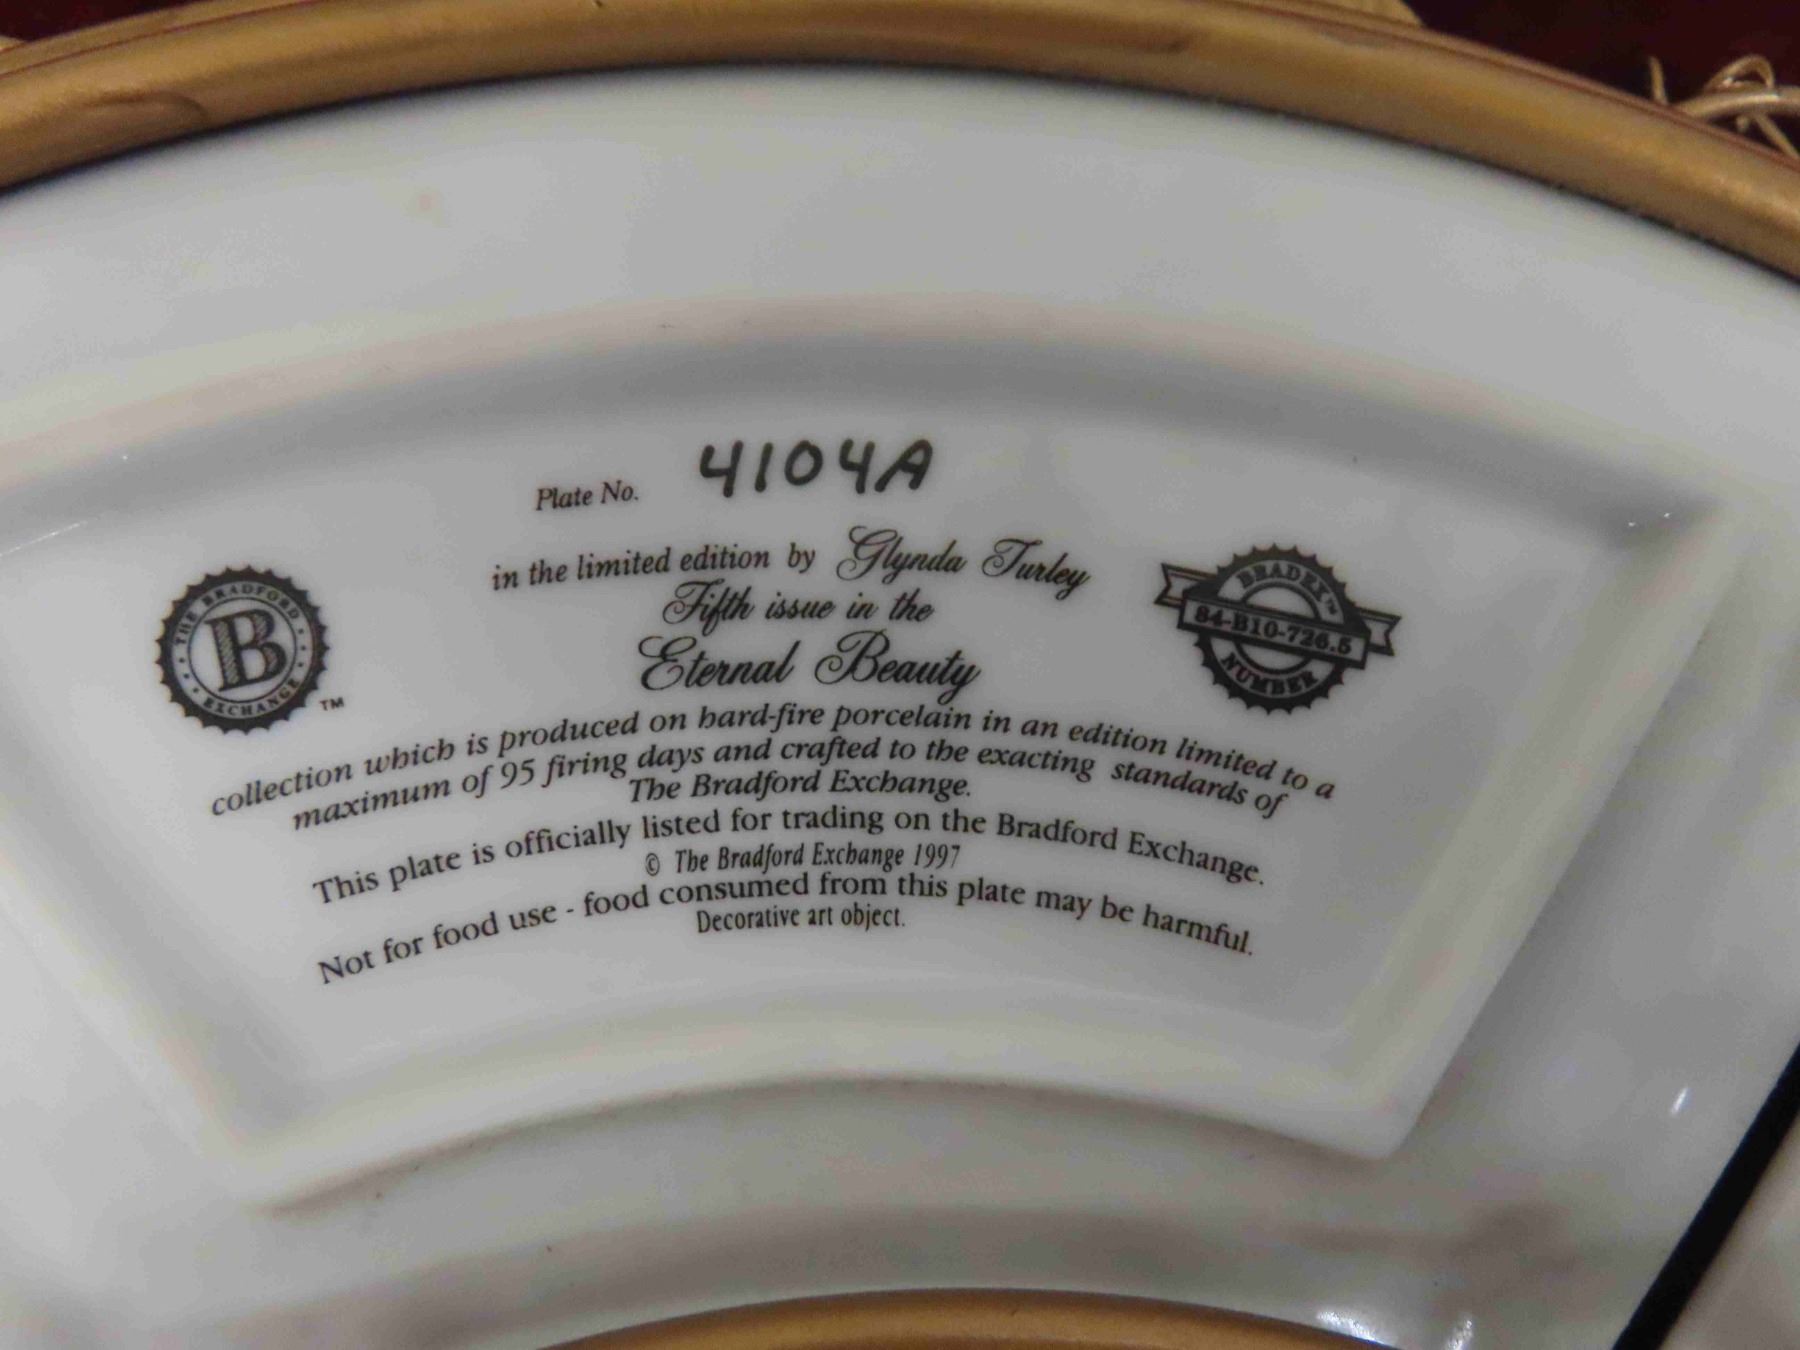 Plate No. 4104A
in the limited edition by Glynda Turley
Fifth issue in the
Eternal Beauty
collection which is produced on hard-fire porcelain in an edition limited to a
maximum of 95 firing days and crafted to the exacting standards of
The Bradford Exchange.
This plate is officially listed for trading on the Bradford Exchange.
© The Bradford Exchange 1997
Not for food use - food consumed from this plate may be harmful.
Decorative art object.
THE BRADFORD
B
EXCHANGE
TM
BRADEX™
84-B10-726.5
NUMBER